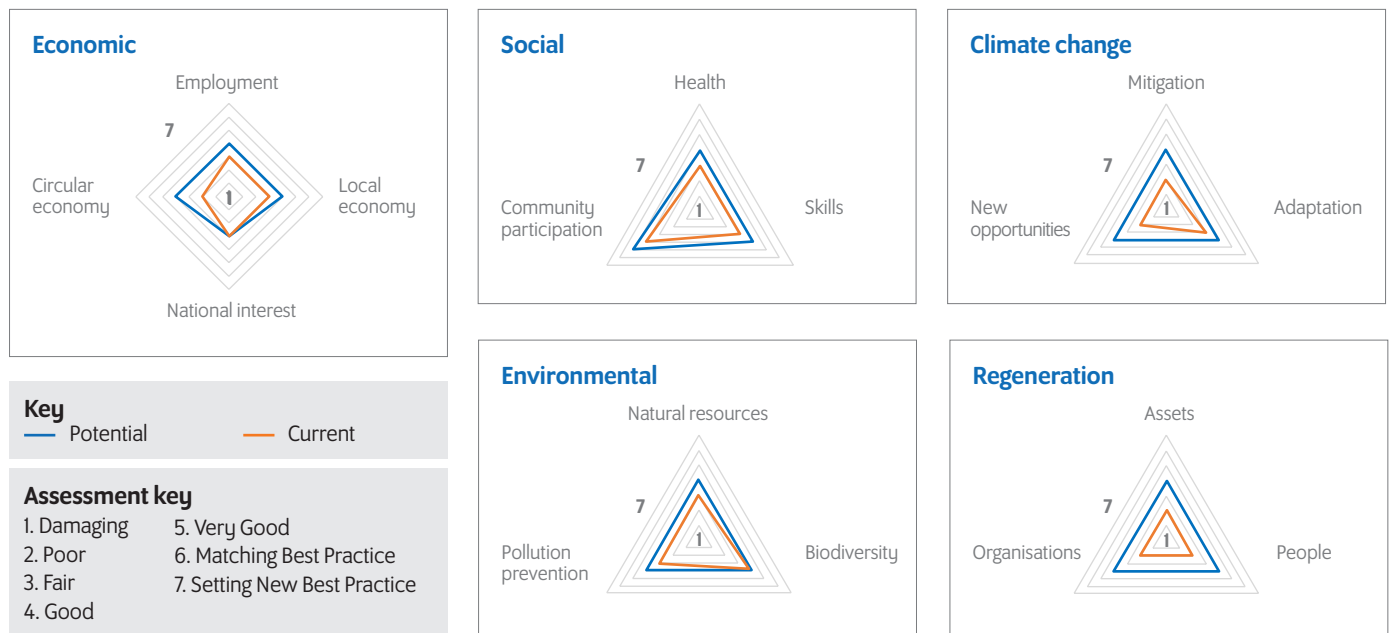 Economic
Employment
7
Circular
economy
1
Local
economy
National interest
Social
Health
7
Community
participation
1
Skills
Climate change
Mitigation
7
New
opportunities
1
Adaptation
Key
Potential
Current
Assessment key
1. Damaging
2. Poor
3. Fair
4. Good
5. Very Good
6. Matching Best Practice
7. Setting New Best Practice
Environmental
Natural resources
7
Pollution
prevention
1
Biodiversity
Regeneration
Assets
7
Organisations
1
People